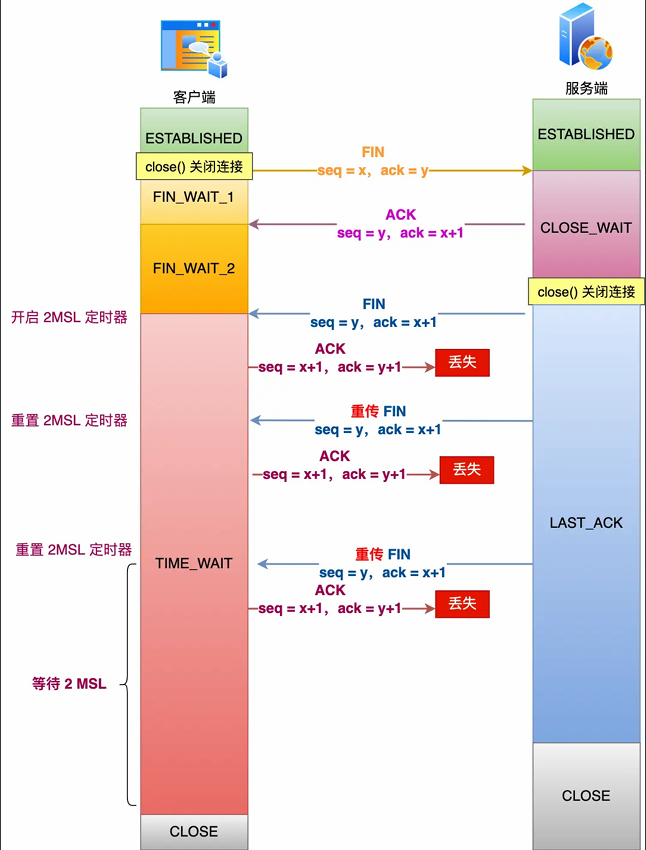 客户端
服务端
ESTABLISHED
ESTABLISHED
close() 关闭连接
FIN
seq = x, ack = y
FIN_WAIT_1
ACK
seq = y, ack = x+1
CLOSE_WAIT
FIN_WAIT_2
close() 关闭连接
开启 2MSL 定时器
FIN
seq = y, ack = x+1
ACK
seq = x+1, ack = y+1
丢失
重置 2MSL 定时器
重传 FIN
seq = y, ack = x+1
ACK
seq = x+1, ack = y+1
丢失
LAST_ACK
重置 2MSL 定时器
重传 FIN
seq = y, ack = x+1
TIME_WAIT
ACK
seq = x+1, ack = y+1
丢失
等待 2 MSL
CLOSE
CLOSE